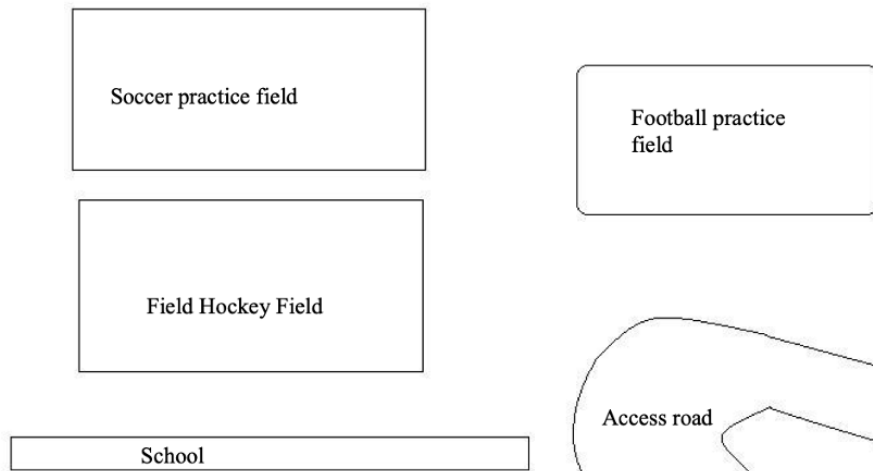 Soccer practice field
Football practice
field
Field Hockey Field
Access road
School